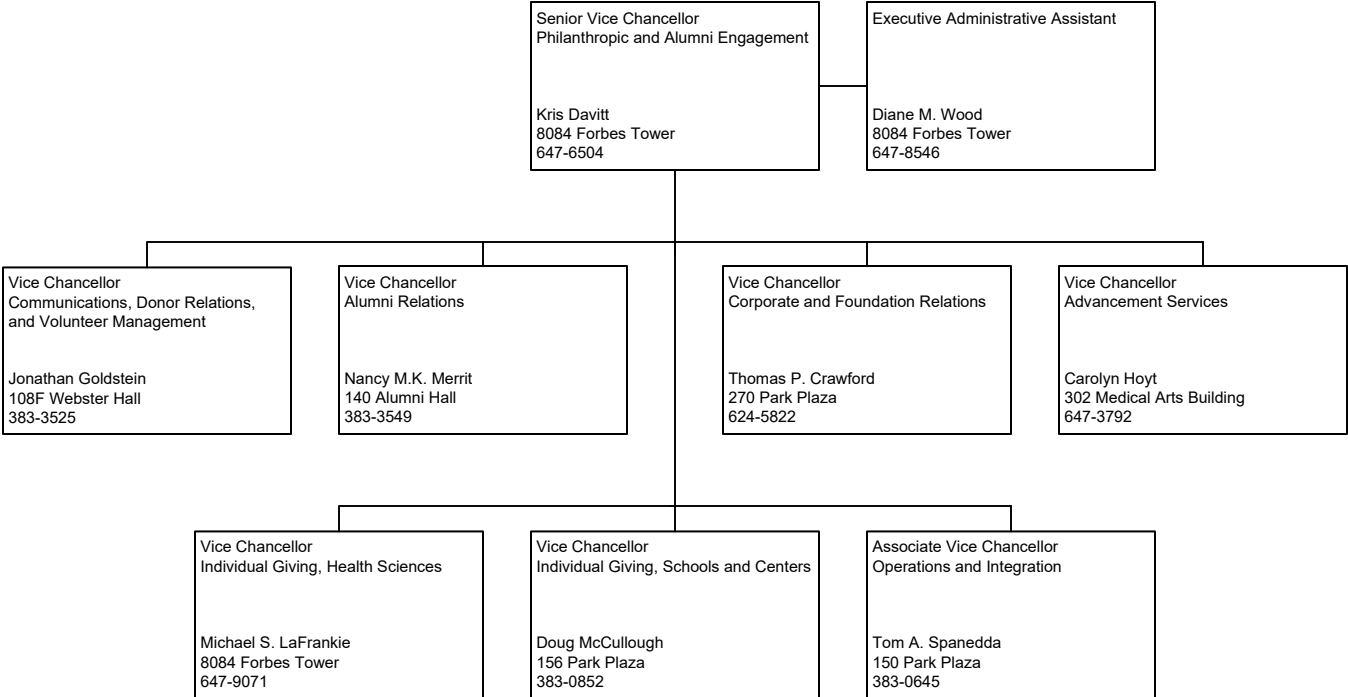 Senior Vice Chancellor
Philanthropic and Alumni Engagement
Kris Davitt
8084 Forbes Tower
647-6504
Executive Administrative Assistant
Diane M. Wood
8084 Forbes Tower
647-8546
Vice Chancellor
Communications, Donor Relations,
and Volunteer Management
Jonathan Goldstein
108F Webster Hall
383-3525
Vice Chancellor
Alumni Relations
Nancy M.K. Merrit
140 Alumni Hall
383-3549
Vice Chancellor
Corporate and Foundation Relations
Thomas P. Crawford
270 Park Plaza
624-5822
Vice Chancellor
Advancement Services
Carolyn Hoyt
302 Medical Arts Building
647-3792
Vice Chancellor
Individual Giving, Health Sciences
Michael S. LaFrankie
8084 Forbes Tower
647-9071
Vice Chancellor
Individual Giving, Schools and Centers
Doug McCullough
156 Park Plaza
383-0852
Associate Vice Chancellor
Operations and Integration
Tom A. Spanedda
150 Park Plaza
383-0645